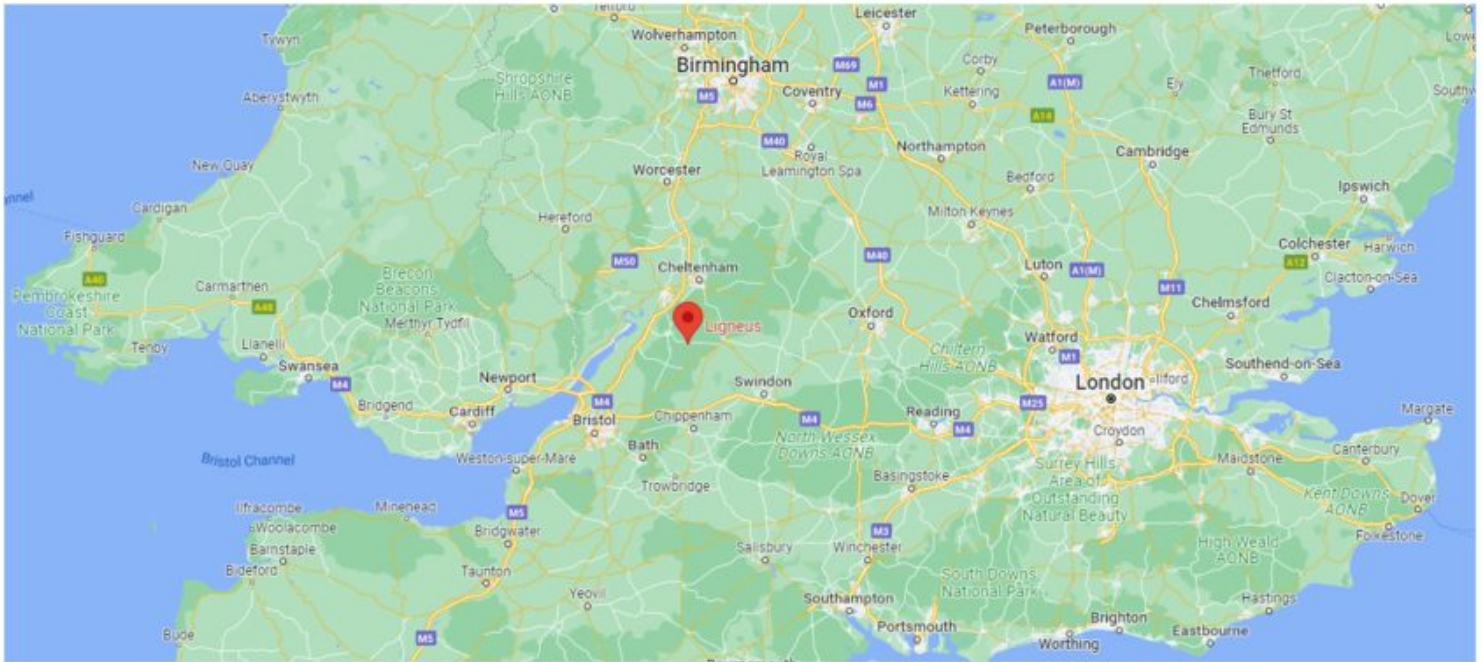 Telford
Leicester
Peterborough
Wolverhampton
Tywyn
Birmingham
M69
Corby
M1
A1(M)
Thetford
Shropshire
Hills AONB
Ely
Aberystwyth
M5
Coventry
M6
Kettering
A14
Bury St
Edmunds
M40
Royal
Leamington Spa
Northampton
Cambridge
New Quay
Worcester
Bedford
Ipswich
Cardigan
Hereford
Milton Keynes
Fishguard
Colchester
Harwich
M50
Cheltenham
M40
Luton
A1(M)
A12
A40
Brecon
Beacons
National Park
Clacton-on-Sea
Carmarthen
M11
Pembrokeshire
Coast
National Park
A48
Chelmsford
Merthyr Tydfil
Ligneus
Oxford
Tenby
Llanelli
Watford
Chiltern
Hills AONB
M1
Swansea
Southend-on-Sea
M4
Newport
Swindon
London
Ilford
Bridgend
Cardiff
M4
Bristol
Chippenham
M4
Reading
M4
M25
Margate
Croydon
Bath
North Wessex
Downs AONB
Bristol Channel
Weston-super-Mare
Canterbury
Maidstone
Surrey Hills
Area of
Outstanding
Natural Beauty
Trowbridge
Basingstoke
Kent Downs
AONB
Dover
Ilfracombe
Minehead
M5
Woolacombe
Bridgwater
M3
Folkestone
Barnstaple
Salisbury
Winchester
High Weald
AONB
Bideford
Taunton
South Downs
National Park
Yeovil
Southampton
Hastings
Bude
M5
Portsmouth
Brighton
Worthing
Eastbourne